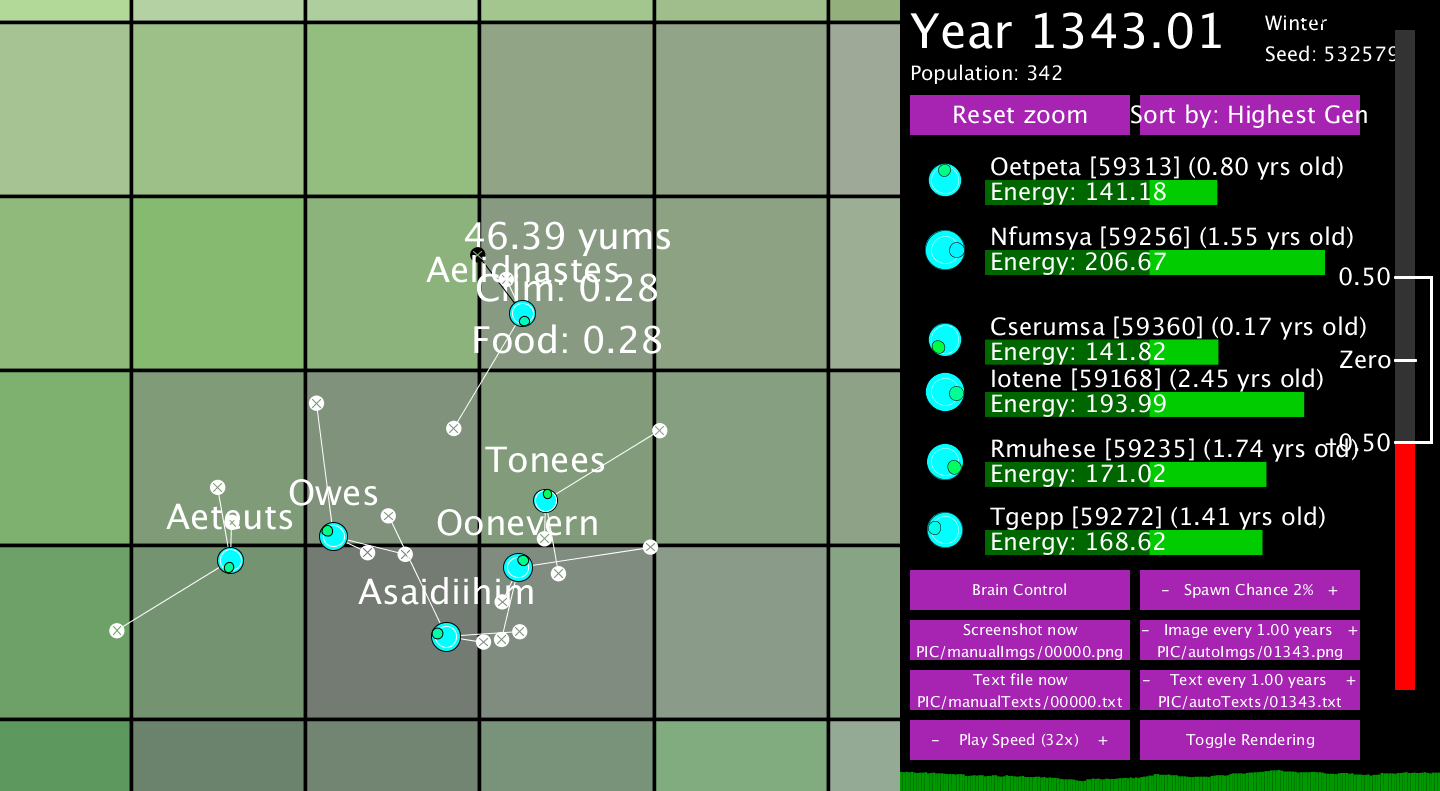 46.39 yums
Aelidnastes
Clim: 0.28
Food: 0.28
Tonees
Owes
Aetauts
Oonevern
Asaidiihim
Year 1343.01
Winter
Seed: 532579
Population: 342
Reset zoom
Sort by: Highest Gen
Oetpeta [59313] (0.80 yrs old)
Energy: 141.18
Nfumsya [59256] (1.55 yrs old)
Energy: 206.67
0.50
Cserumsa [59360] (0.17 yrs old)
Energy: 141.82
Zero
Iotene [59168] (2.45 yrs old)
Energy: 193.99
Rmuhese [59235] (1.74 yrs old)
-0.50
Energy: 171.02
Tgepp [59272] (1.41 yrs old)
Energy: 168.62
Brain Control
- Spawn Chance 2% +
Screenshot now
PIC/manualImgs/00000.png
- Image every 1.00 years +
PIC/autoImgs/01343.png
Text file now
PIC/manualTexts/00000.txt
- Text every 1.00 years +
PIC/autoTexts/01343.txt
- Play Speed (32x) +
Toggle Rendering